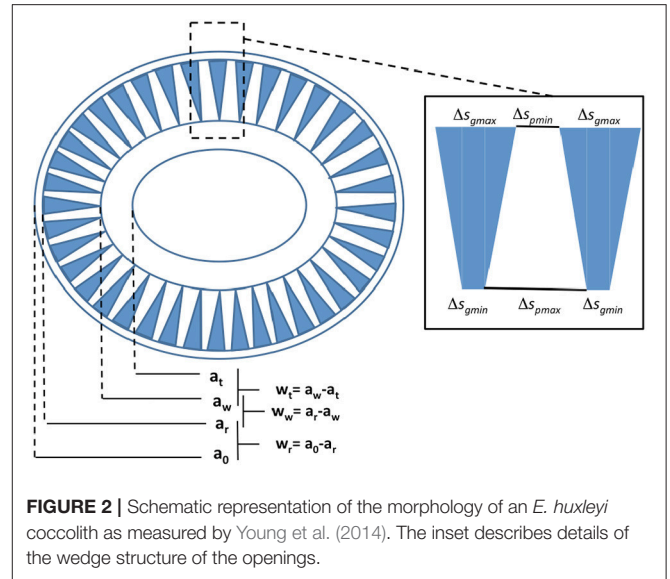 Δs_gmax Δs_pmin Δs_gmax
Δs_gmin Δs_pmax Δs_gmin
a_t
w_t= a_w-a_t
a_w
w_w= a_r-a_w
a_r
w_r= a_0-a_r
a_0
FIGURE 2 | Schematic representation of the morphology of an E. huxleyi
coccolith as measured by Young et al. (2014). The inset describes details of
the wedge structure of the openings.